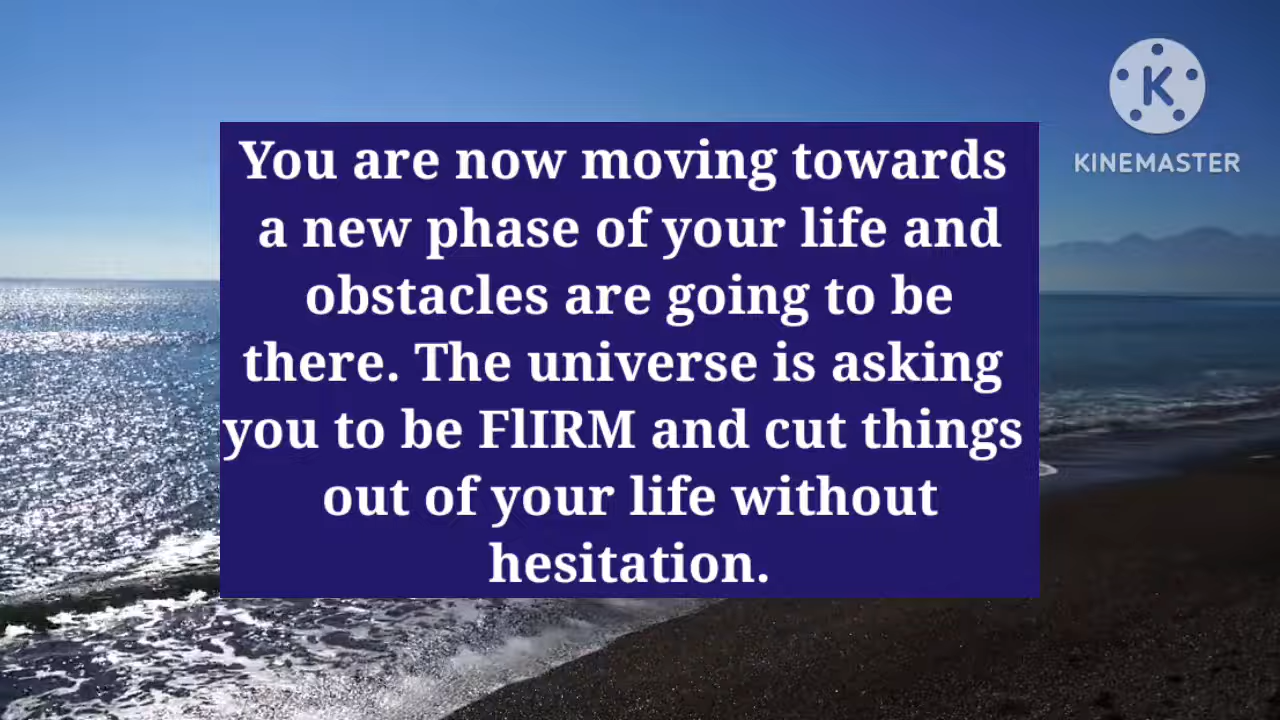 You are now moving towards
a new phase of your life and
obstacles are going to be
there. The universe is asking
you to be FlIRM and cut things
out of your life without
hesitation.
K
KINEMASTER